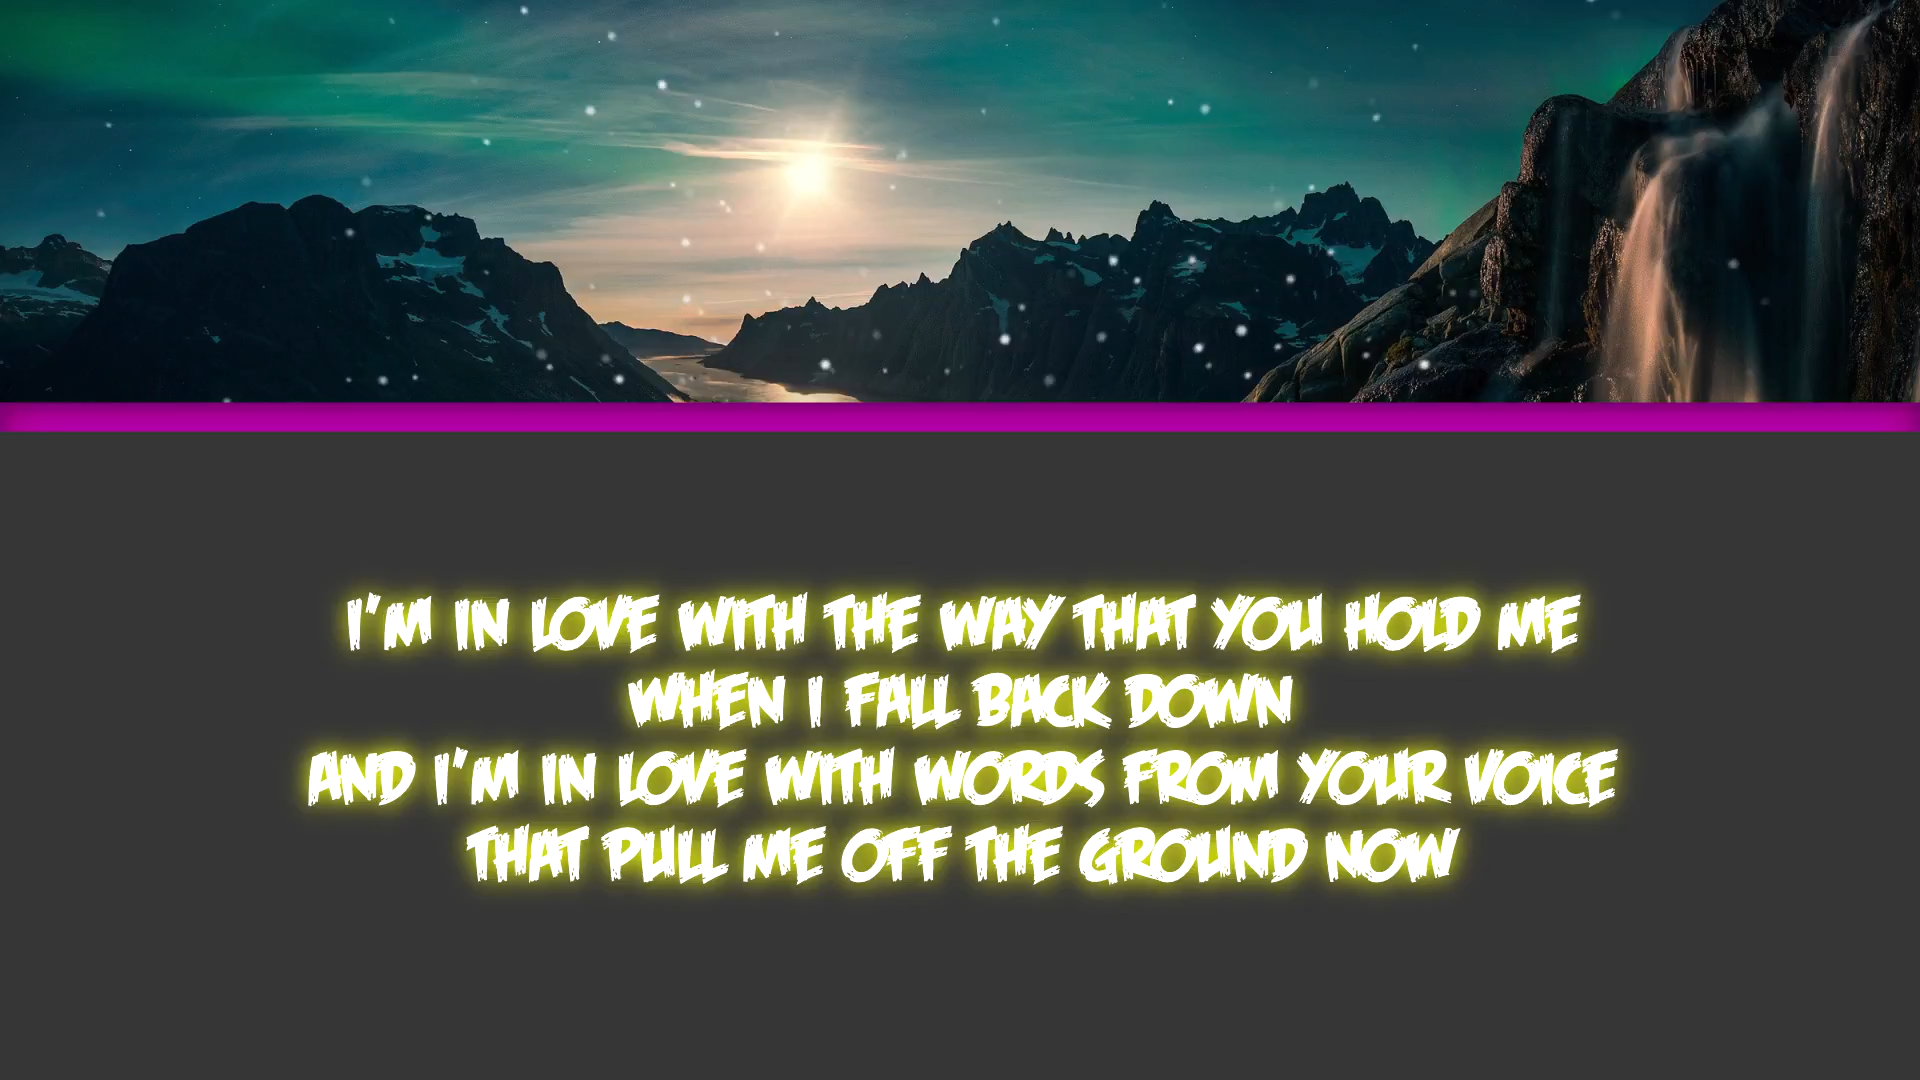 I'M IN LOVE WITH THE WAY THAT YOU HOLD ME
WHEN I FALL BACK DOWN
AND I'M IN LOVE WITH WORDS FROM YOUR VOICE
THAT PULL ME OFF THE GROUND NOW